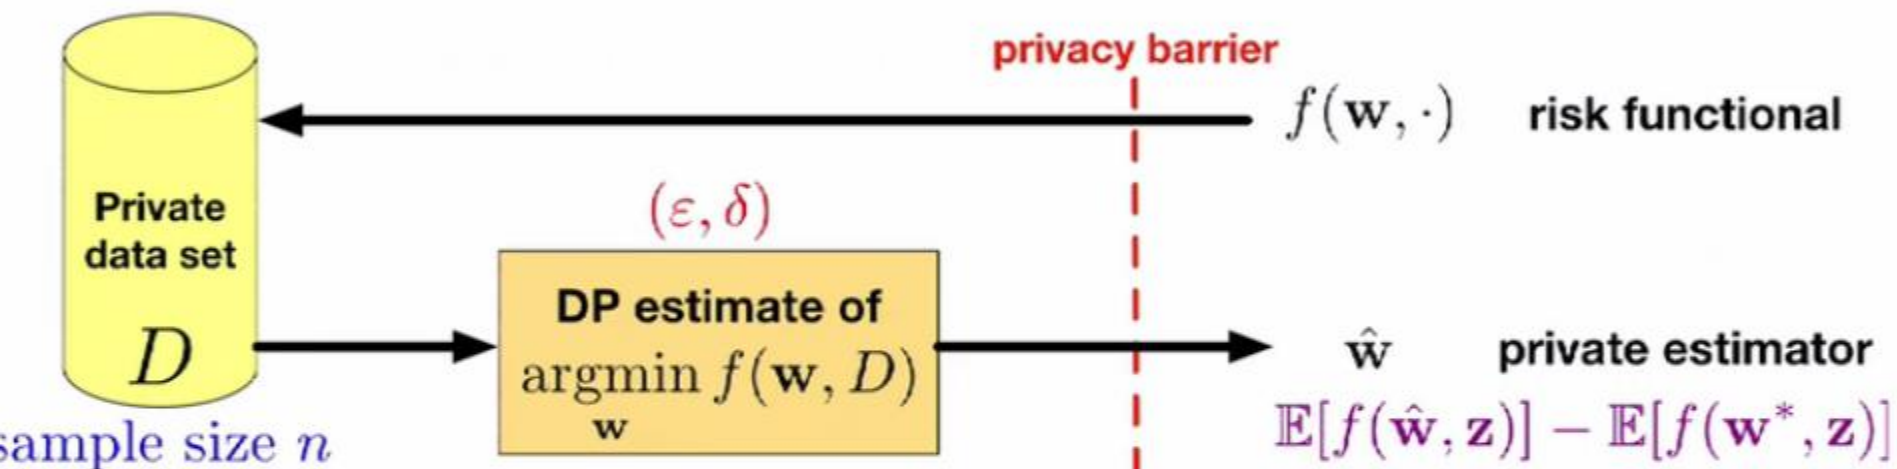 privacy barrier
f(w, ·) risk functional
Private
data set
D
sample size n
(ε, δ)
DP estimate of
argmin f(w, D)
w
ŵ private estimator
𝔼[f(ŵ, z)] − 𝔼[f(w*, z)]